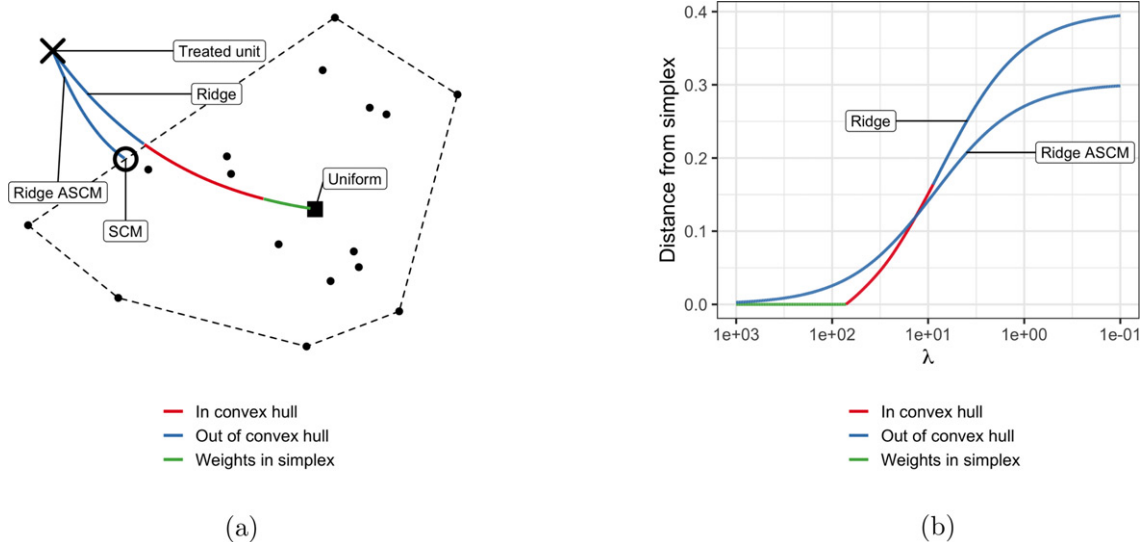 Treated unit
Ridge
Uniform
Ridge ASCM
SCM
In convex hull
Out of convex hull
Weights in simplex
(a)
Distance from simplex
0.4
0.3
0.2
0.1
0.0
Ridge
Ridge ASCM
1e+03 1e+02 1e+01 1e+00 1e-01
λ
In convex hull
Out of convex hull
Weights in simplex
(b)